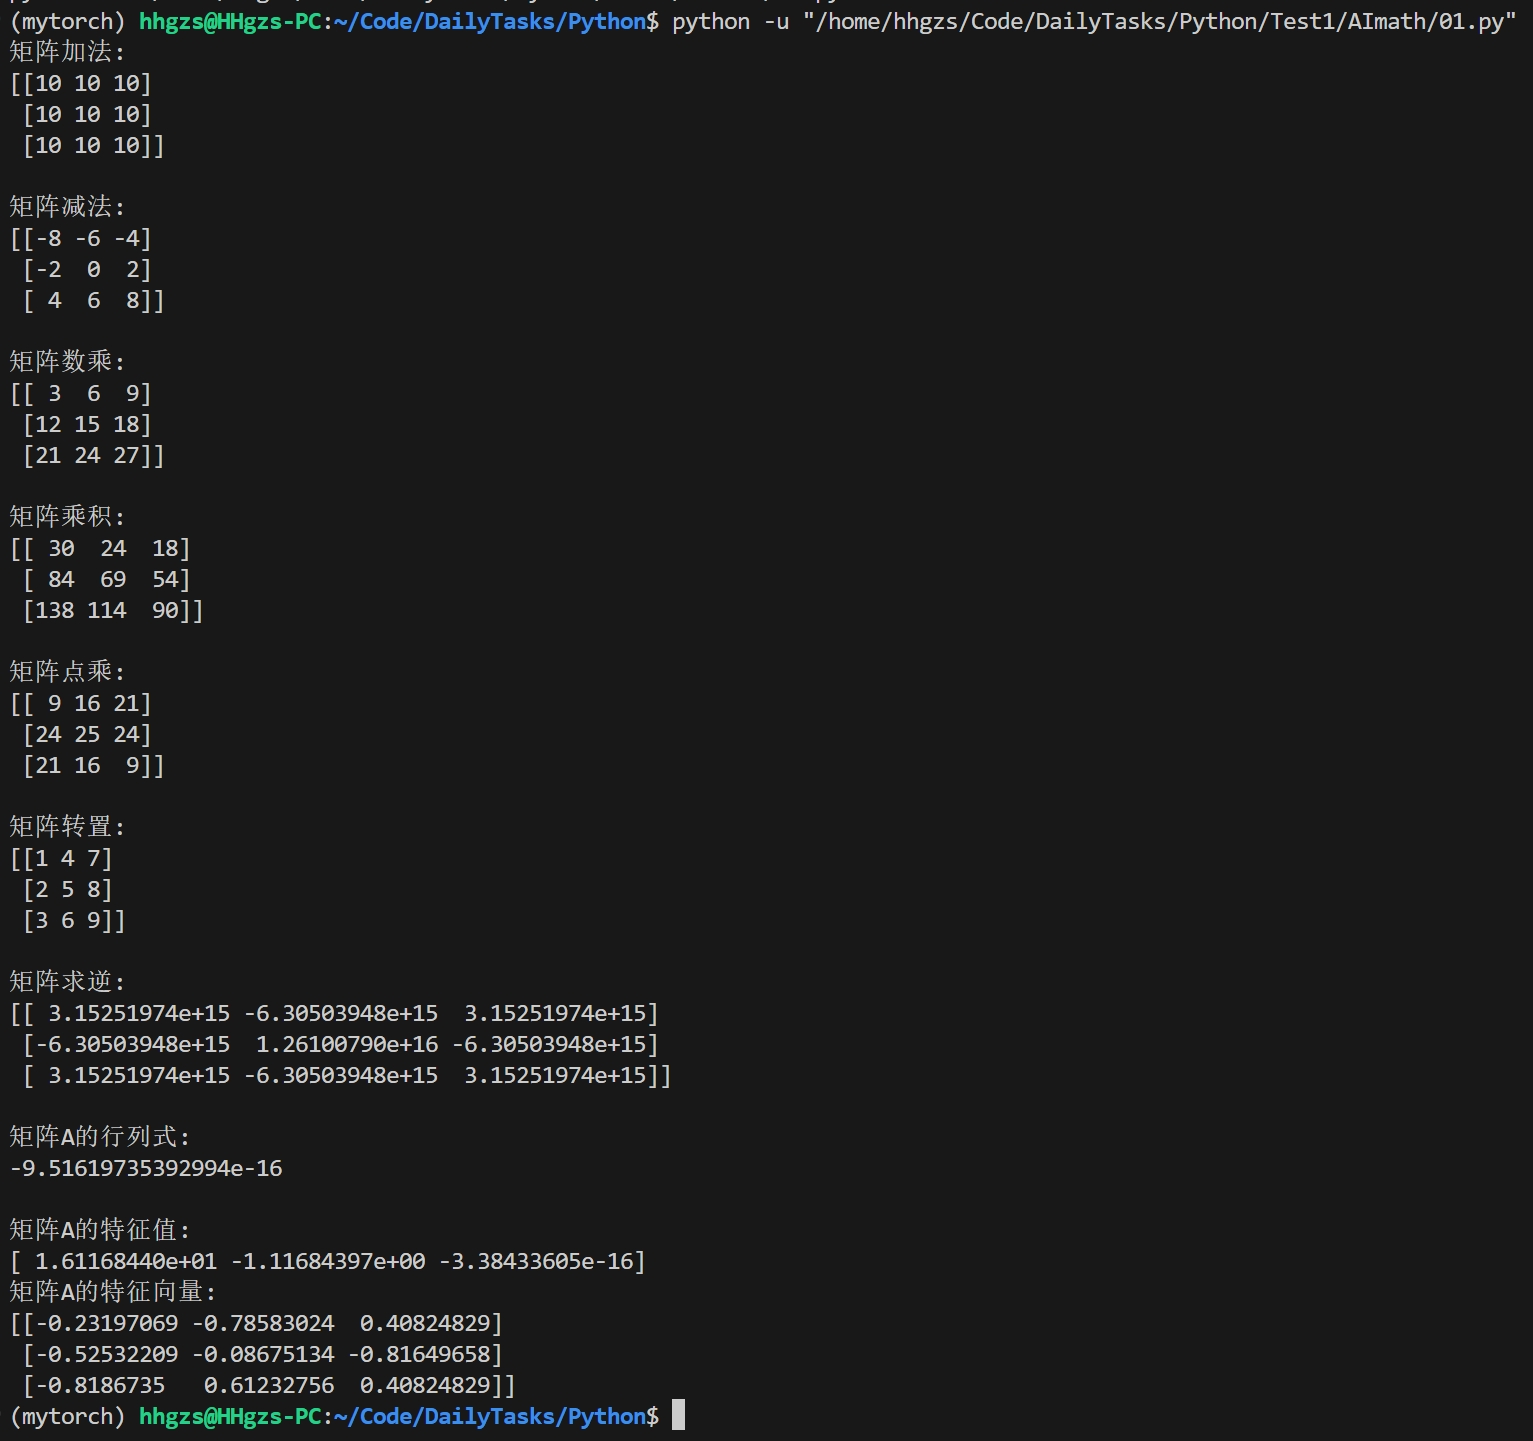 (mytorch) hhgzs@HHgzs-PC:~/Code/DailyTasks/Python$ python -u "/home/hhgzs/Code/DailyTasks/Python/Test1/AImath/01.py"
矩阵加法:
[[10 10 10]
 [10 10 10]
 [10 10 10]]

矩阵减法:
[[-8 -6 -4]
 [-2  0  2]
 [ 4  6  8]]

矩阵数乘:
[[ 3  6  9]
 [12 15 18]
 [21 24 27]]

矩阵乘积:
[[ 30  24  18]
 [ 84  69  54]
 [138 114  90]]

矩阵点乘:
[[ 9 16 21]
 [24 25 24]
 [21 16  9]]

矩阵转置:
[[1 4 7]
 [2 5 8]
 [3 6 9]]

矩阵求逆:
[[ 3.15251974e+15 -6.30503948e+15  3.15251974e+15]
 [-6.30503948e+15  1.26100790e+16 -6.30503948e+15]
 [ 3.15251974e+15 -6.30503948e+15  3.15251974e+15]]

矩阵A的行列式:
-9.51619735392994e-16

矩阵A的特征值:
[ 1.61168440e+01 -1.11684397e+00 -3.38433605e-16]
矩阵A的特征向量:
[[-0.23197069 -0.78583024  0.40824829]
 [-0.52532209 -0.08675134 -0.81649658]
 [-0.8186735   0.61232756  0.40824829]]
(mytorch) hhgzs@HHgzs-PC:~/Code/DailyTasks/Python$